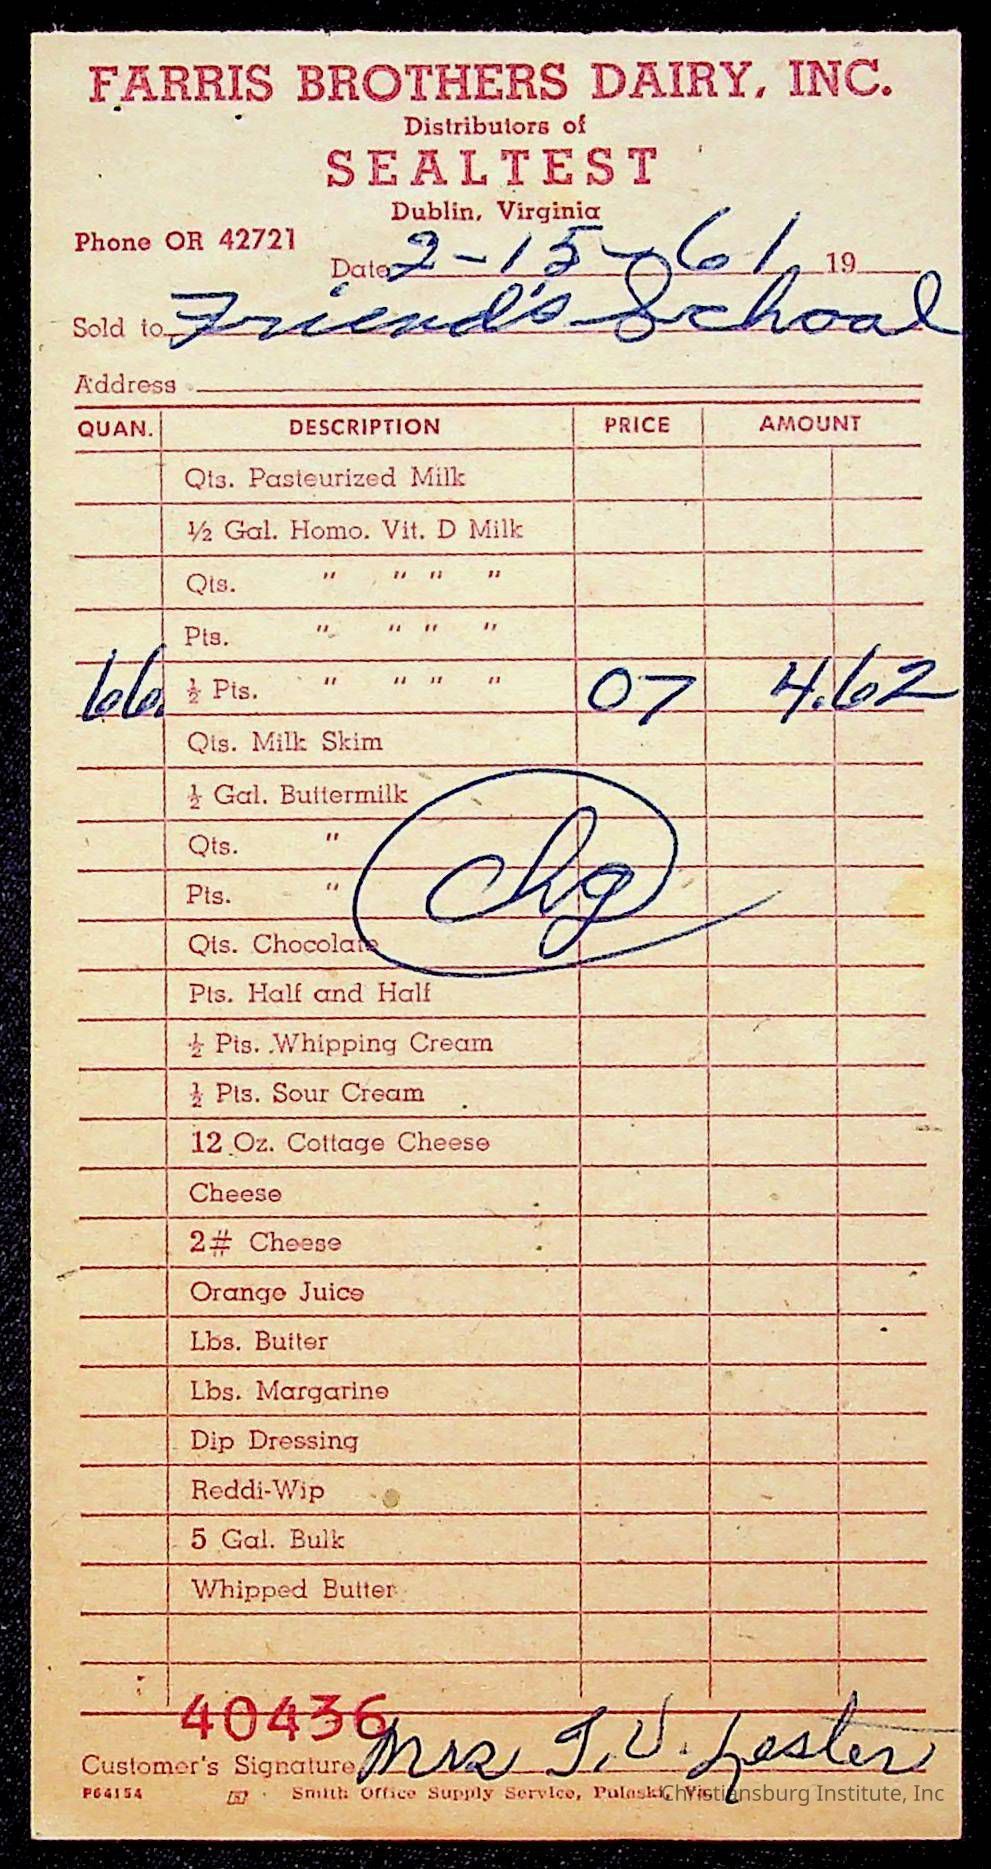 FARRIS BROTHERS DAIRY, INC.
Distributors of
SEALTEST
Dublin, Virginia
Phone OR 42721
Date 2-15-61 19
Sold to Friend's School
Address
QUAN. DESCRIPTION PRICE AMOUNT
Qts. Pasteurized Milk
½ Gal. Homo. Vit. D Milk
Qts. " " " "
Pts. " " " "
66 ½ Pts. " " " " 07 4.62
Qts. Milk Skim
½ Gal. Buttermilk
Qts. "
chg
Pts. "
Qts. Chocolate
Pts. Half and Half
½ Pts. Whipping Cream
½ Pts. Sour Cream
12 Oz. Cottage Cheese
Cheese
2# Cheese
Orange Juice
Lbs. Butter
Lbs. Margarine
Dip Dressing
Reddi-Wip
5 Gal. Bulk
Whipped Butter
40436
Customer's Signature Mrs T. U. Lester
P64154 Smith Office Supply Service, Pulaski,
Christiansburg Institute, Inc